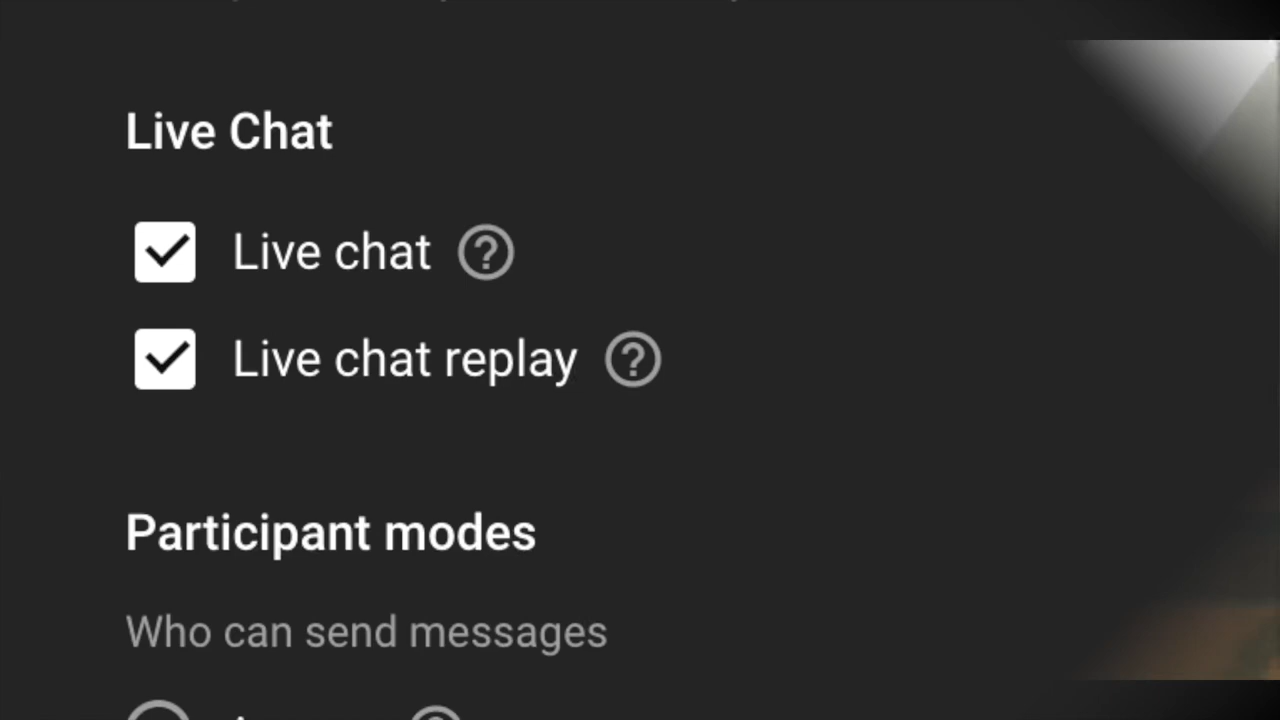 Live Chat
Live chat
Live chat replay
Participant modes
Who can send messages